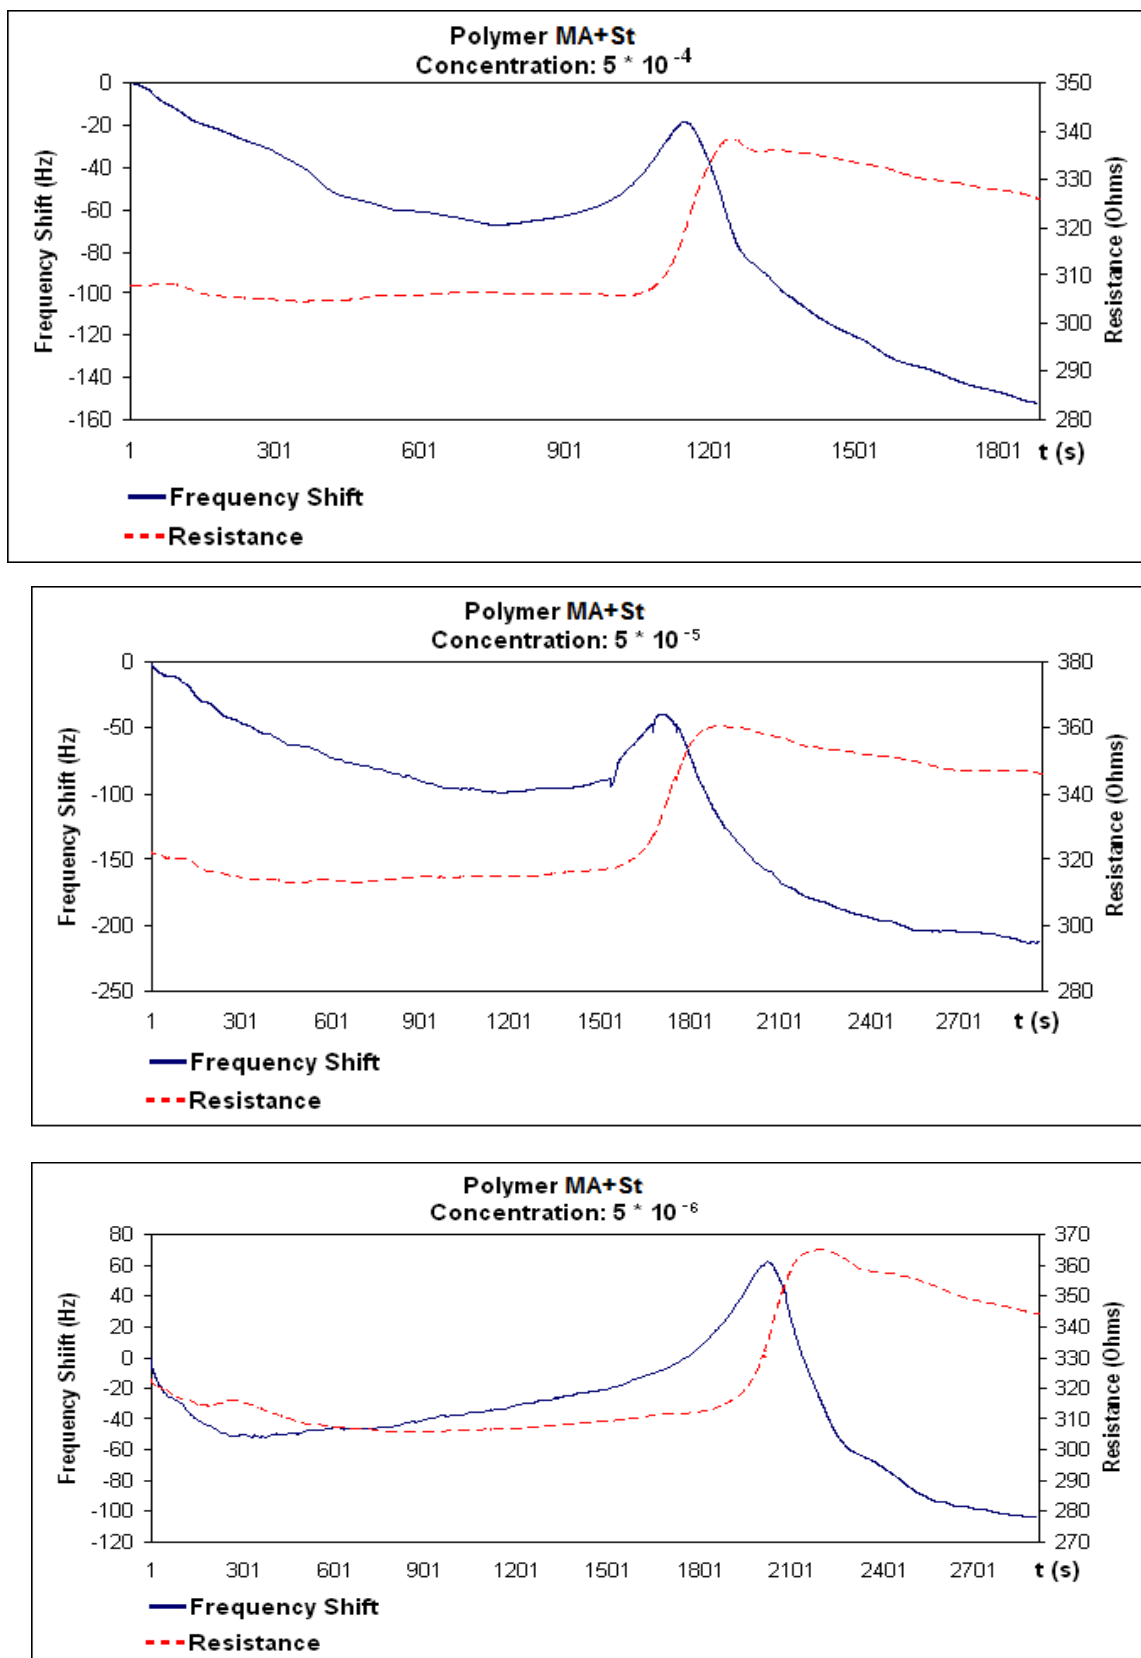 Polymer MA+St
Concentration: 5 * 10 -4
Frequency Shift (Hz)
0
-20
-40
-60
-80
-100
-120
-140
-160
350
340
330
320
310
300
290
280
Resistance (Ohms)
1 301 601 901 1201 1501 1801 t (s)
Frequency Shift
Resistance
Polymer MA+St
Concentration: 5 * 10 -5
Frequency Shift (Hz)
0
-50
-100
-150
-200
-250
380
360
340
320
300
280
Resistance (Ohms)
1 301 601 901 1201 1501 1801 2101 2401 2701 t (s)
Frequency Shift
Resistance
Polymer MA+St
Concentration: 5 * 10 -6
Frequency Shiift (Hz)
80
60
40
20
0
-20
-40
-60
-80
-100
-120
370
360
350
340
330
320
310
300
290
280
270
Resistance (Ohms)
1 301 601 901 1201 1501 1801 2101 2401 2701 t (s)
Frequency Shift
Resistance